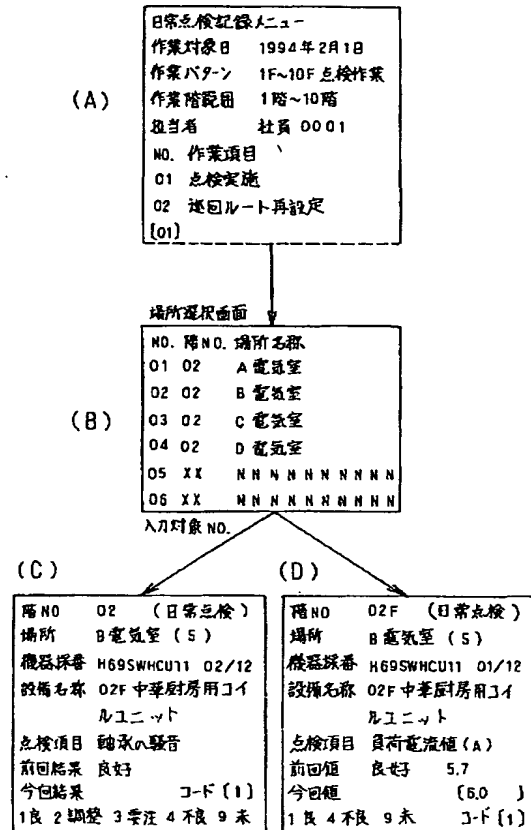 (A)
日常点検記録メニュー
作業対象日 1994年2月1日
作業パターン 1F~10F点検作業
作業階範囲 1階~10階
担当者 社員0001
NO. 作業項目
01 点検実施
02 巡回ルート再設定
[01]
(B)
場所選択画面
NO. 階NO. 場所名称
01 02 A電気室
02 02 B電気室
03 02 C電気室
04 02 D電気室
05 XX NNNNNNNNNN
06 XX NNNNNNNNNN
入力対象NO.
(C)
階NO 02 (日常点検)
場所 B電気室(5)
機器採番 H69SWHCU11 02/12
設備名称 02F中華厨房用コイ
ルユニット
点検項目 軸承の騒音
前回結果 良好
今回結果 コード[1]
1良 2調整 3要注 4不良 9未
(D)
階NO 02F (日常点検)
場所 B電気室(5)
機器採番 H69SWHCU11 01/12
設備名称 02F中華厨房用コイ
ルユニット
点検項目 負荷電流値(A)
前回値 良好 5.7
今回値 [6.0 ]
1良 4不良 9未 コード[1]